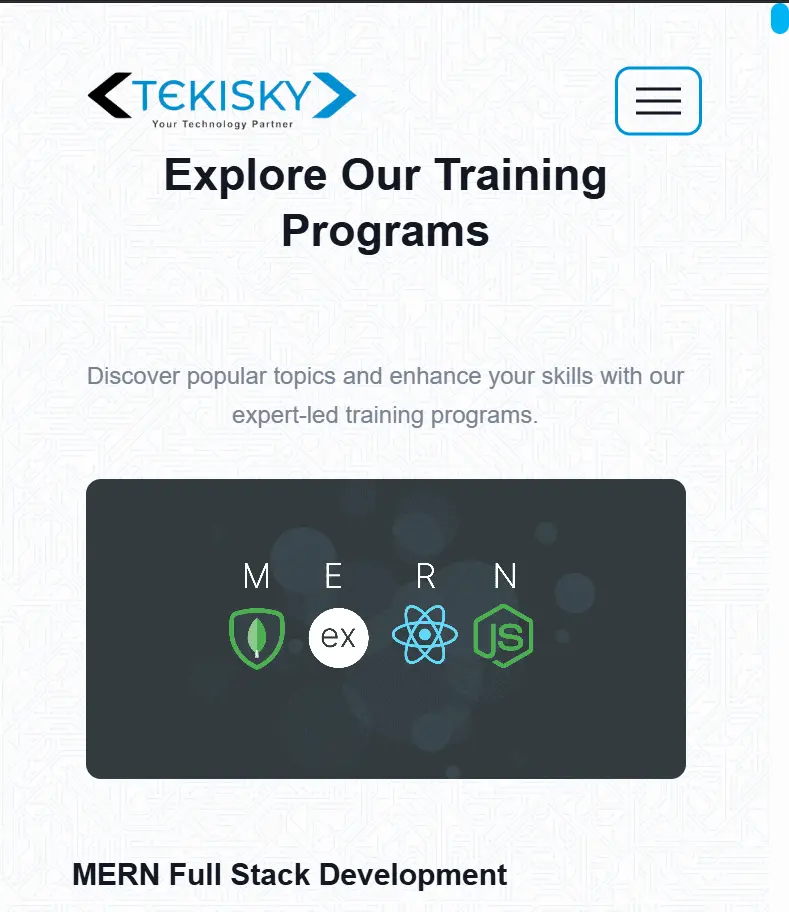 TEKISKY
Your Technology Partner
Explore Our Training
Programs
Discover popular topics and enhance your skills with our
expert-led training programs.
M E R N
ex
JS
MERN Full Stack Development